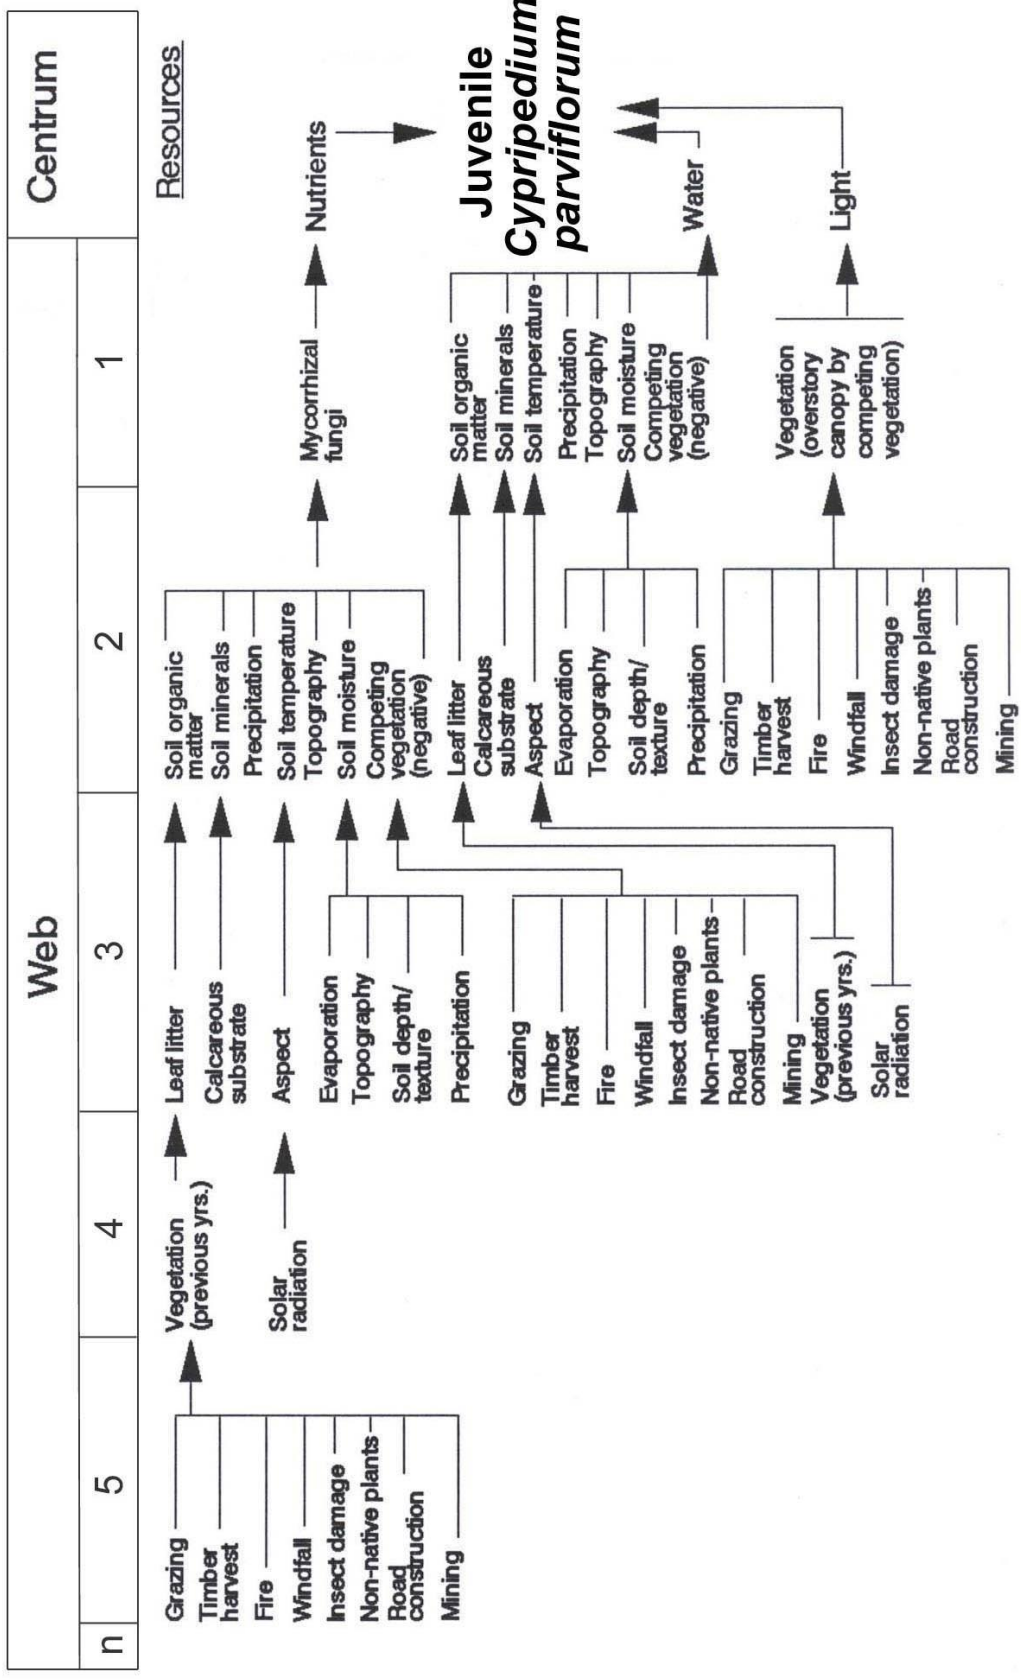 Web
Centrum
n
5
4
3
2
1
Resources
Grazing
Timber
harvest
Fire
Windfall
Insect damage
Non-native plants
Road
construction
Mining
Vegetation
(previous yrs.)
Solar
radiation
Leaf litter
Calcareous
substrate
Aspect
Evaporation
Topography
Soil depth/
texture
Precipitation
Grazing
Timber
harvest
Fire
Windfall
Insect damage
Non-native plants
Road
construction
Mining
Vegetation
(previous yrs.)
Solar
radiation
Soil organic
matter
Soil minerals
Precipitation
Soil temperature
Topography
Soil moisture
Competing
vegetation
(negative)
Leaf litter
Calcareous
substrate
Aspect
Evaporation
Topography
Soil depth/
texture
Precipitation
Grazing
Timber
harvest
Fire
Windfall
Insect damage
Non-native plants
Road
construction
Mining
Mycorrhizal
fungi
Soil organic
matter
Soil minerals
Soil temperature
Precipitation
Topography
Soil moisture
Competing
vegetation
(negative)
Vegetation
(overstory
canopy by
competing
vegetation)
Nutrients
Juvenile
Cypripedium
parviflorum
Water
Light